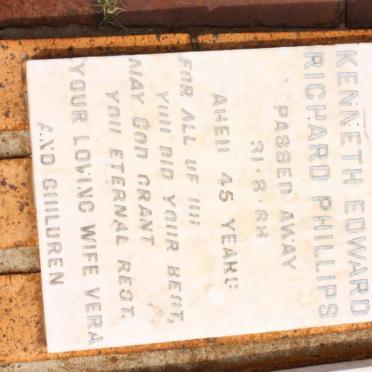 KENNETH EDWARD
RICHARD PHILLIPS
PASSED AWAY
31·8·88
AGED 45 YEARS
FOR ALL OF US
YOU DID YOUR BEST,
MAY GOD GRANT
YOU ETERNAL REST.
YOUR LOVING WIFE VERA
AND CHILDREN